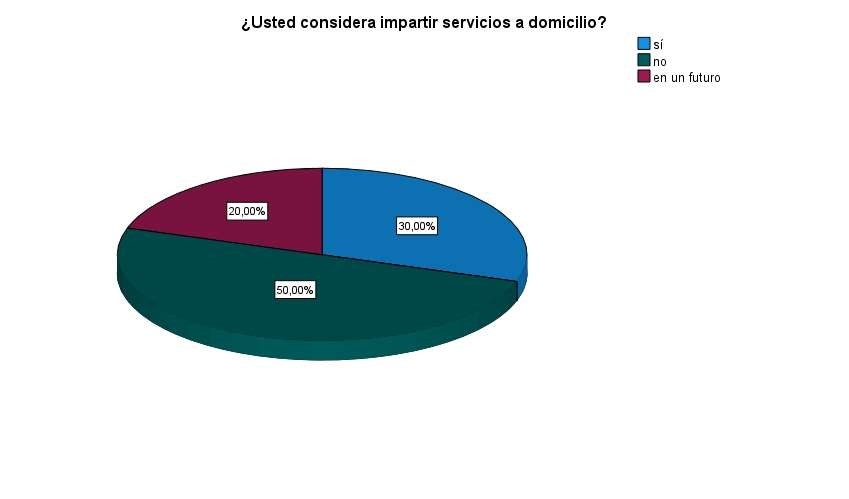 ¿Usted considera impartir servicios a domicilio?
sí
no
en un futuro
20,00%
30,00%
50,00%